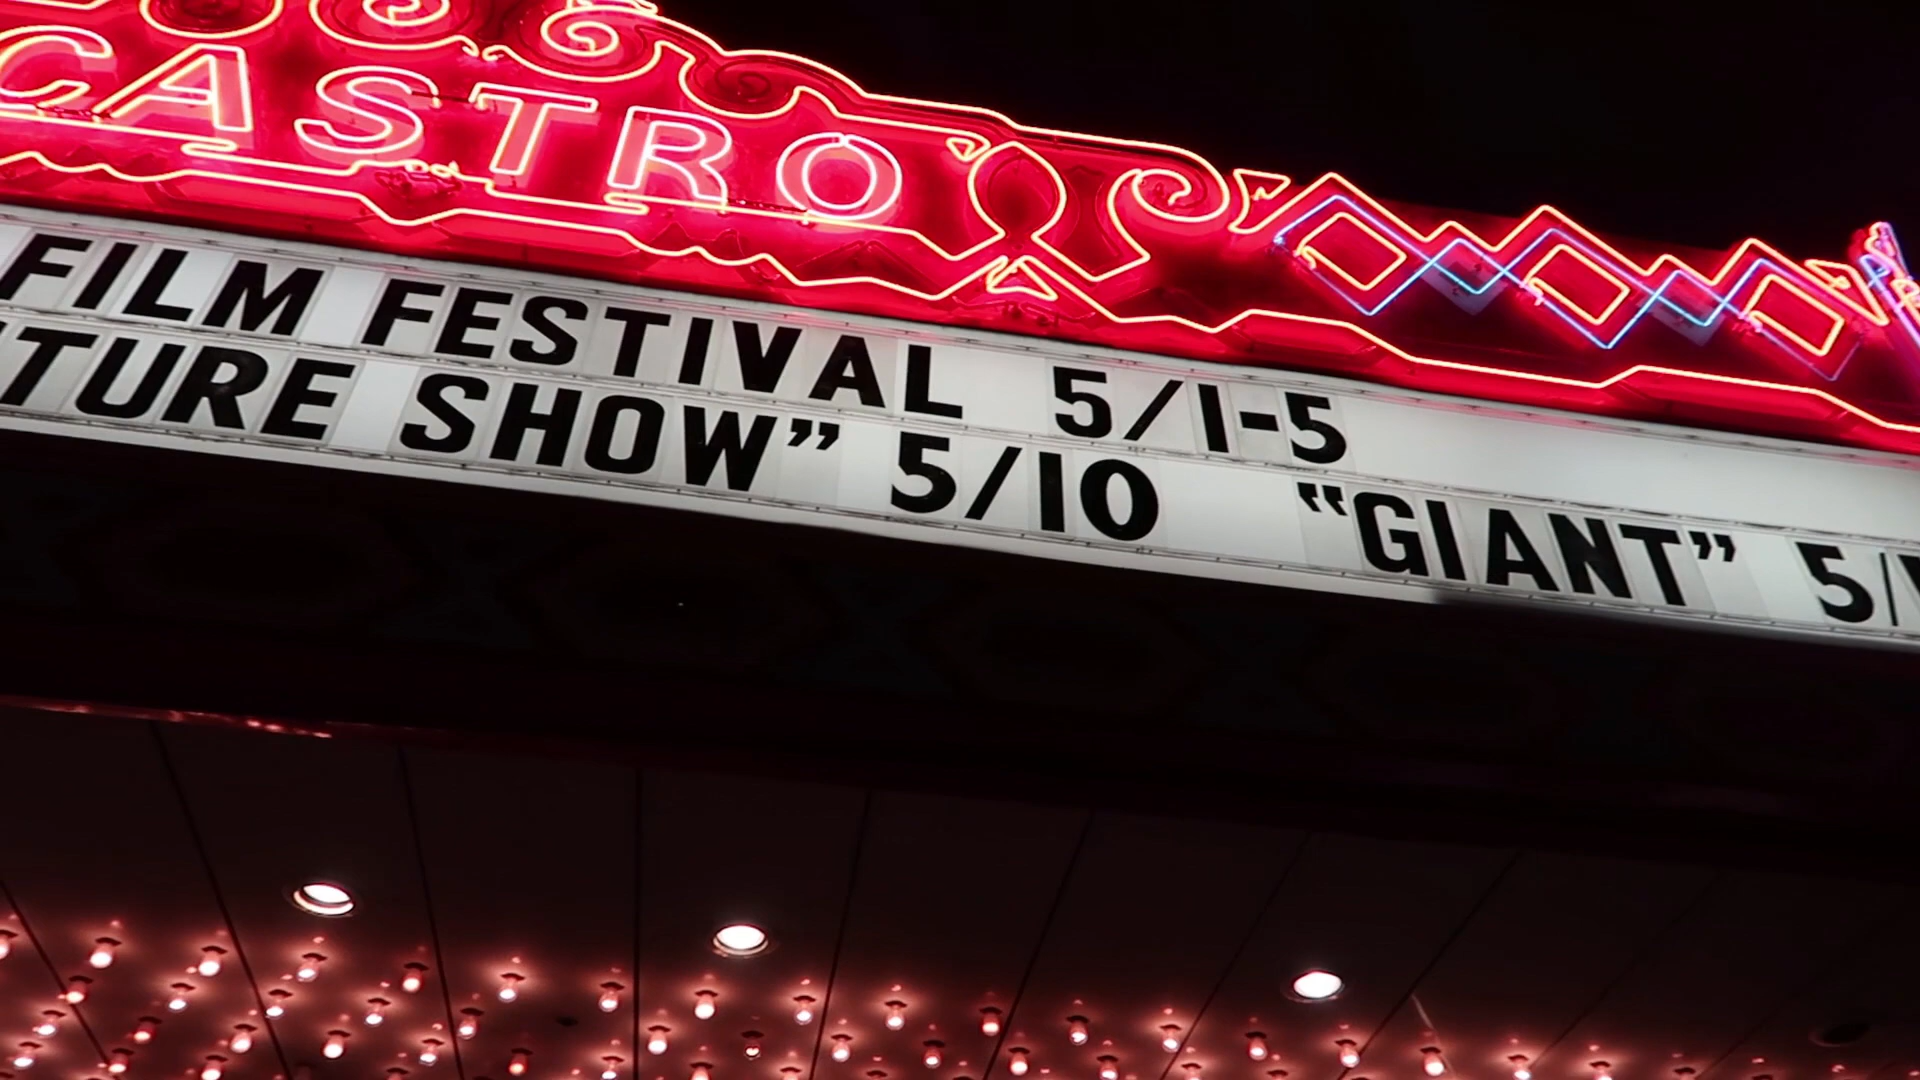 CASTRO
FILM FESTIVAL 5/1-5
TURE SHOW” 5/10 “GIANT” 5/